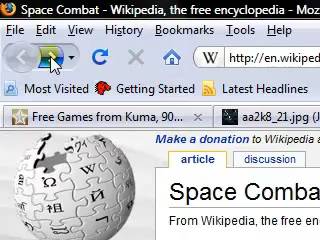 Space Combat - Wikipedia, the free encyclopedia - Moz
File Edit View History Bookmarks Tools Help
W http://en.wikiped
Most Visited Getting Started Latest Headlines
Free Games from Kuma, 90... aa2k8_21.jpg (J
Make a donation to Wikipedia a
article discussion
Space Comba
From Wikipedia, the free en